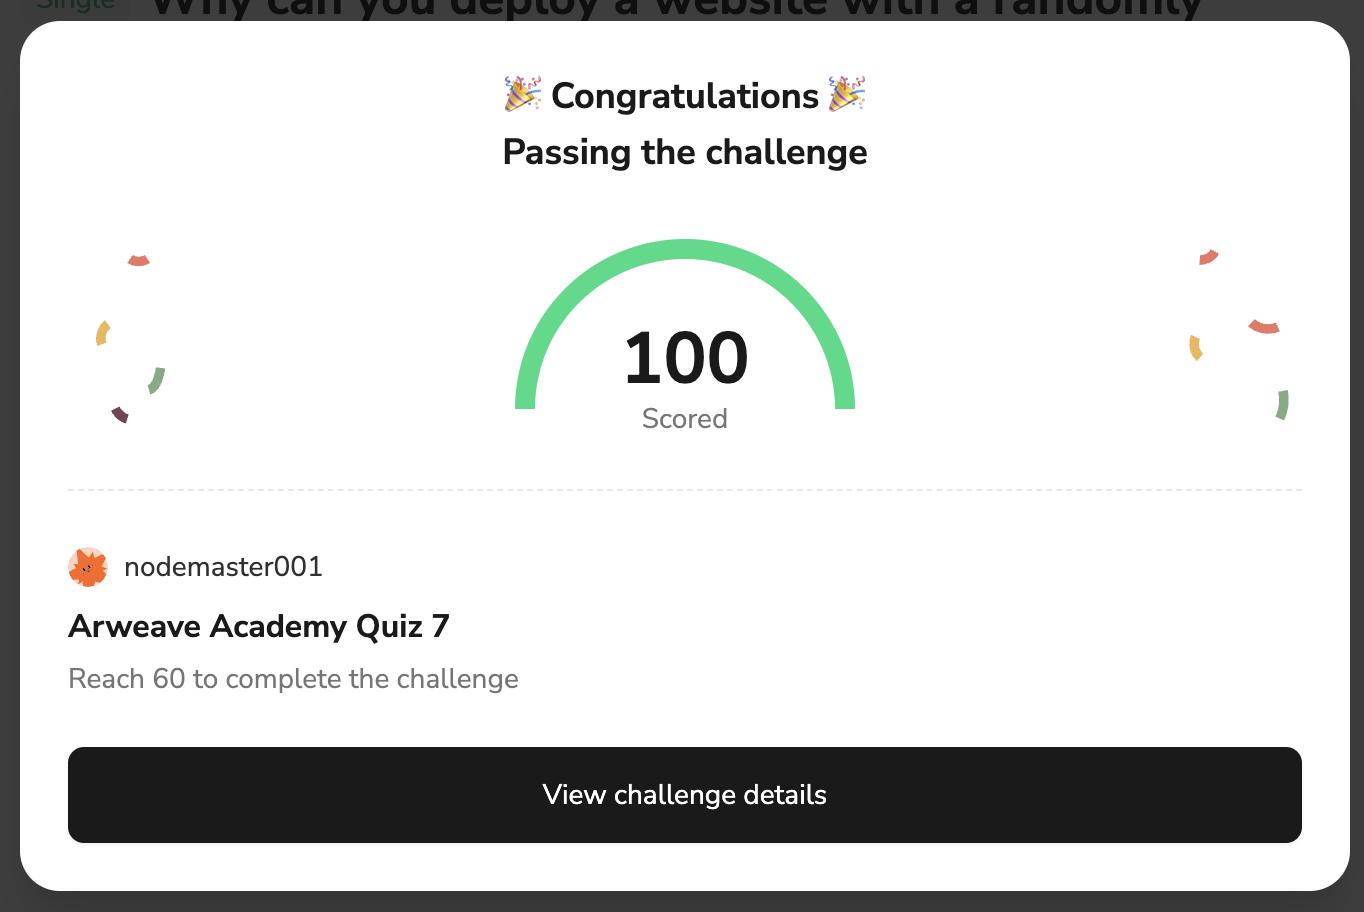 Single Why can you deploy a website with a randomly
🎉 Congratulations 🎉
Passing the challenge
100
Scored
nodemaster001
Arweave Academy Quiz 7
Reach 60 to complete the challenge
View challenge details